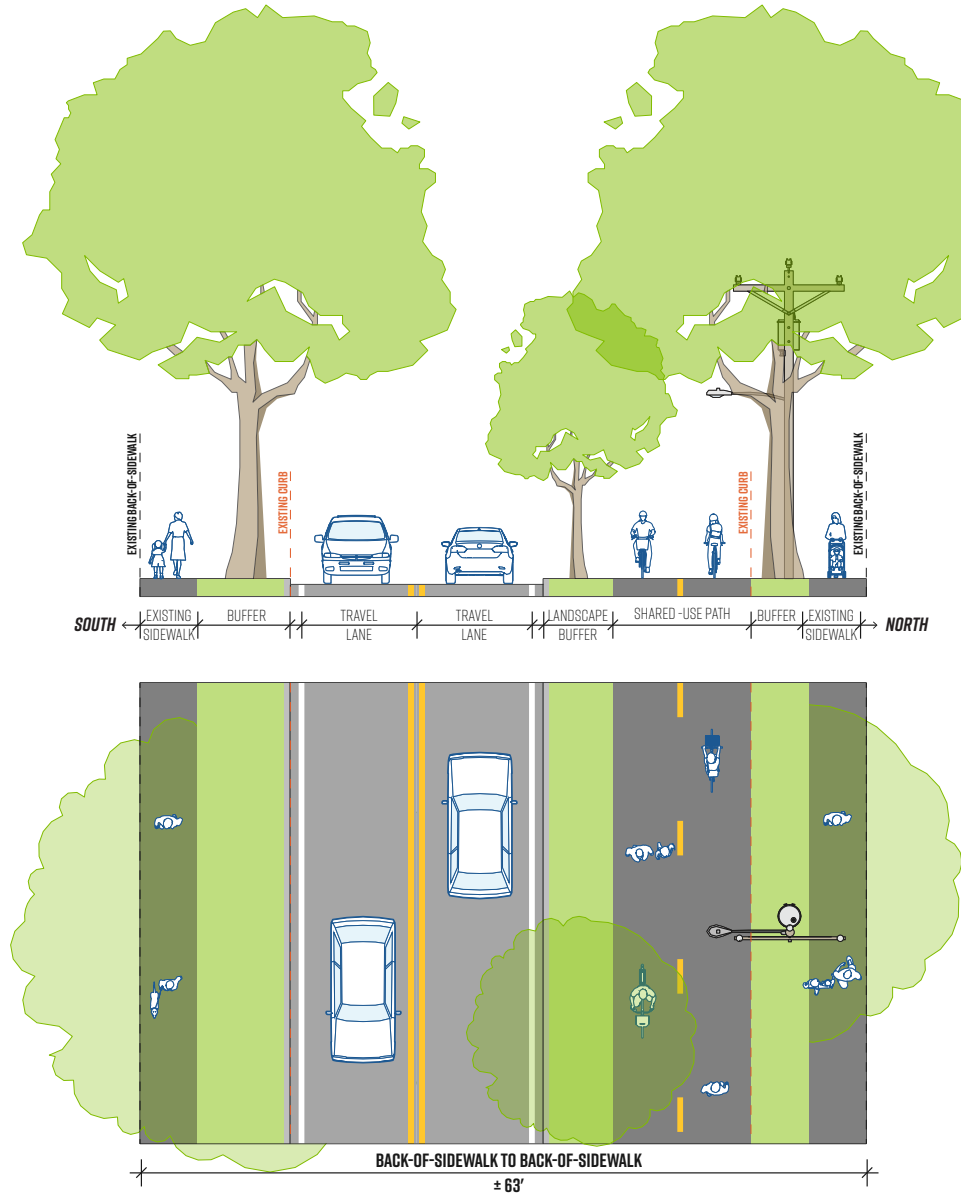 EXISTING BACK-OF-SIDEWALK
EXISTING CURB
EXISTING CURB
EXISTING BACK-OF-SIDEWALK
SOUTH
EXISTING
SIDEWALK
BUFFER
TRAVEL
LANE
TRAVEL
LANE
LANDSCAPE
BUFFER
SHARED -USE PATH
BUFFER
EXISTING
SIDEWALK
NORTH
BACK-OF-SIDEWALK TO BACK-OF-SIDEWALK
± 63'